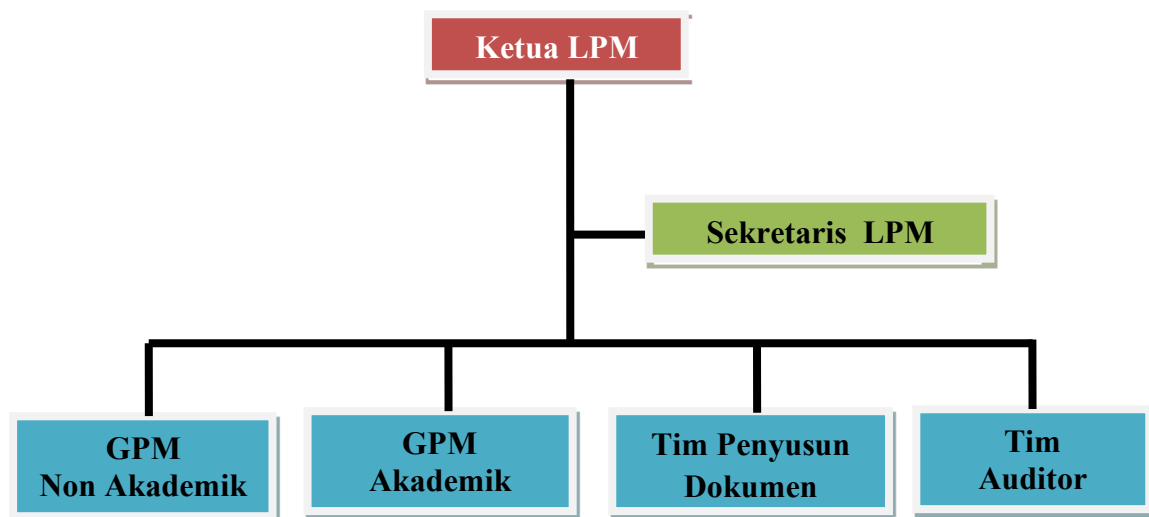 Ketua LPM
Sekretaris LPM
GPM
Non Akademik
GPM
Akademik
Tim Penyusun
Dokumen
Tim
Auditor